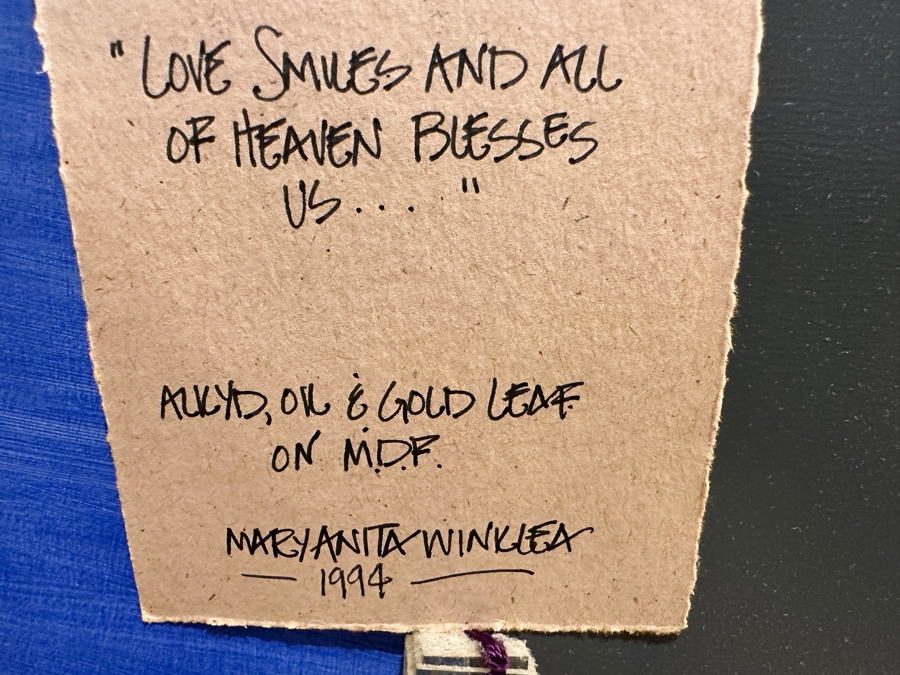 "LOVE SMILES AND ALL
OF HEAVEN BLESSES
US...."
ALKYD, OIL & GOLD LEAF
ON M.D.F.
MARYANITA WINKLEA
— 1994 —